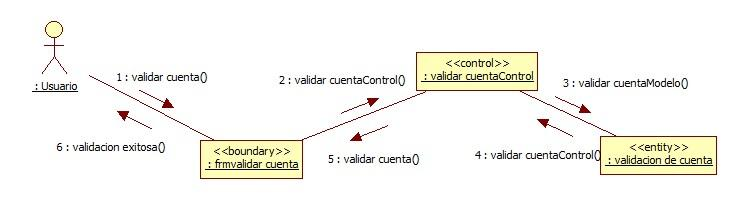 : Usuario
1 : validar cuenta()
6 : validacion exitosa()
<<boundary>>
: frmvalidar cuenta
2 : validar cuentaControl()
5 : validar cuenta()
<<control>>
: validar cuentaControl
3 : validar cuentaModelo()
4 : validar cuentaControl()
<<entity>>
: validacion de cuenta